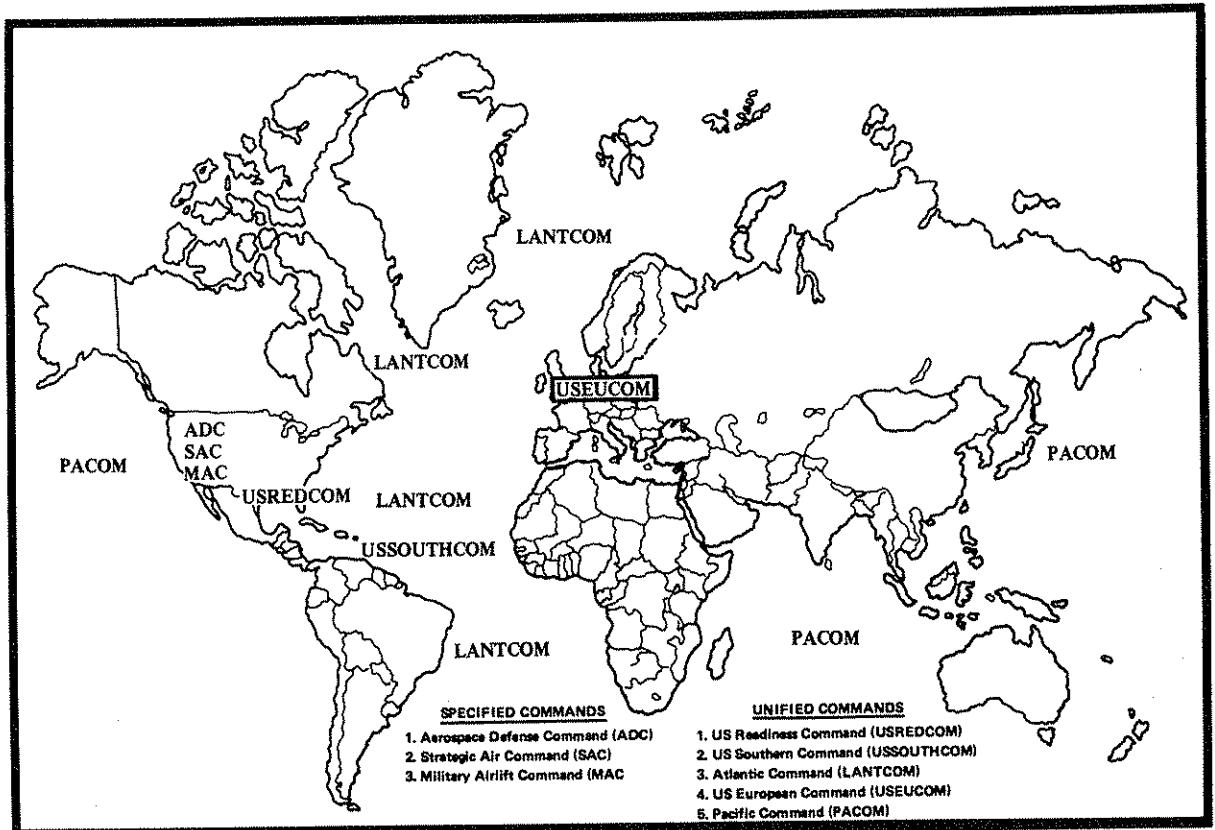 LANTCOM
LANTCOM
USEUCOM
ADC
SAC
MAC
PACOM
PACOM
USREDCOM
LANTCOM
USSOUTHCOM
LANTCOM
PACOM
SPECIFIED COMMANDS
1. Aerospace Defense Command (ADC)
2. Strategic Air Command (SAC)
3. Military Airlift Command (MAC
UNIFIED COMMANDS
1. US Readiness Command (USREDCOM)
2. US Southern Command (USSOUTHCOM)
3. Atlantic Command (LANTCOM)
4. US European Command (USEUCOM)
5. Pacific Command (PACOM)